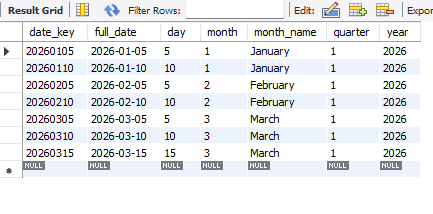 Result Grid Filter Rows: Edit: Expor
date_key full_date day month month_name quarter year
20260105 2026-01-05 5 1 January 1 2026
20260110 2026-01-10 10 1 January 1 2026
20260205 2026-02-05 5 2 February 1 2026
20260210 2026-02-10 10 2 February 1 2026
20260305 2026-03-05 5 3 March 1 2026
20260310 2026-03-10 10 3 March 1 2026
20260315 2026-03-15 15 3 March 1 2026
NULL NULL NULL NULL NULL NULL NULL